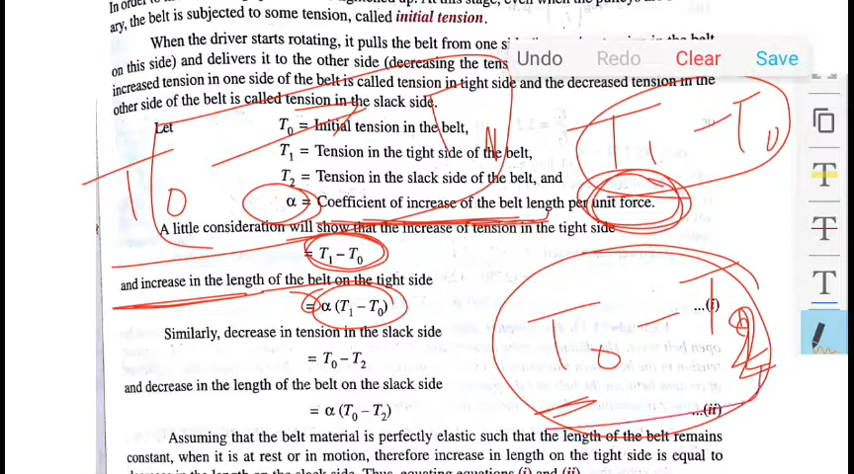 In order to
ary, the belt is subjected to some tension, called initial tension.
When the driver starts rotating, it pulls the belt from one
on this side) and delivers it to the other side (decreasing the
increased tension in one side of the belt is called tension in tight side and the decreased tension in the
other side of the belt is called tension in the slack side.
Undo Redo Clear Save
Let T₀ = Initial tension in the belt,
T₁ = Tension in the tight side of the belt,
T₂ = Tension in the slack side of the belt, and
α = Coefficient of increase of the belt length per unit force.
A little consideration will show that the increase of tension in the tight side
= T₁ – T₀
and increase in the length of the belt on the tight side
= α (T₁ – T₀) ...(i)
Similarly, decrease in tension in the slack side
= T₀ – T₂
and decrease in the length of the belt on the slack side
= α (T₀ – T₂) ...(ii)
Assuming that the belt material is perfectly elastic such that the length of the belt remains
constant, when it is at rest or in motion, therefore increase in length on the tight side is equal to
T₀
T₁ – T₀
T₀ – T₂
T
T
T